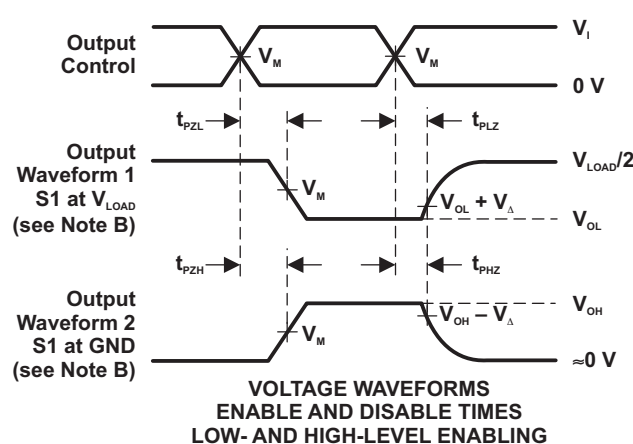 Output
Control
V_M
V_M
V_I
0 V
t_PZL
t_PLZ
Output
Waveform 1
S1 at V_LOAD
(see Note B)
V_M
V_OL + V_Δ
V_LOAD/2
V_OL
t_PZH
t_PHZ
Output
Waveform 2
S1 at GND
(see Note B)
V_M
V_OH – V_Δ
V_OH
≈0 V
VOLTAGE WAVEFORMS
ENABLE AND DISABLE TIMES
LOW- AND HIGH-LEVEL ENABLING